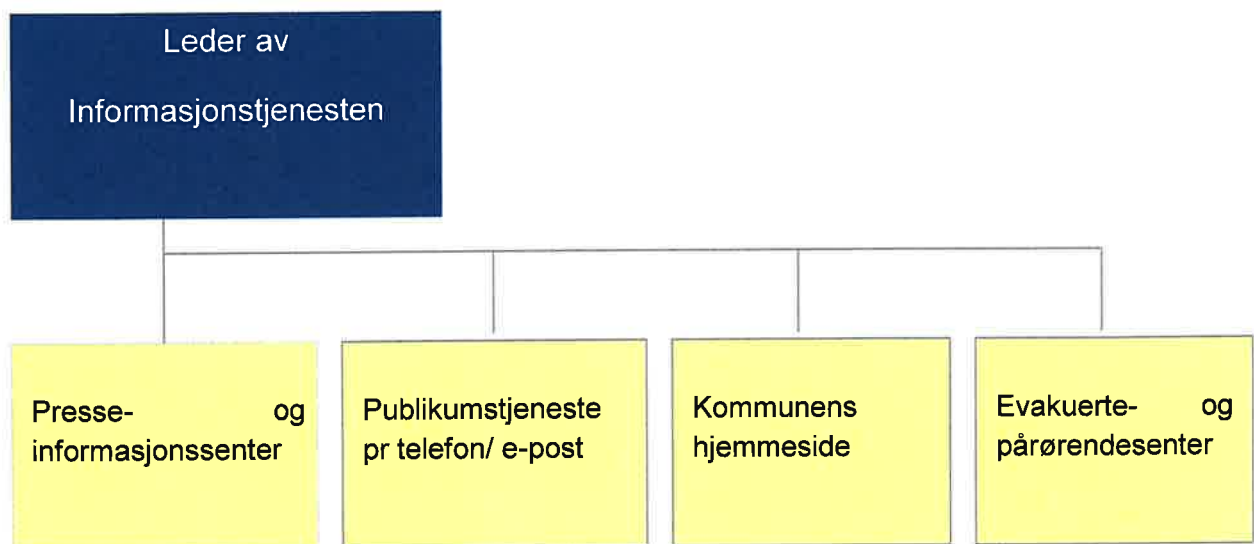 Leder av
Informasjonstjenesten
Presse- og
informasjonssenter
Publikumstjeneste
pr telefon/ e-post
Kommunens
hjemmeside
Evakuerte- og
pårørendesenter